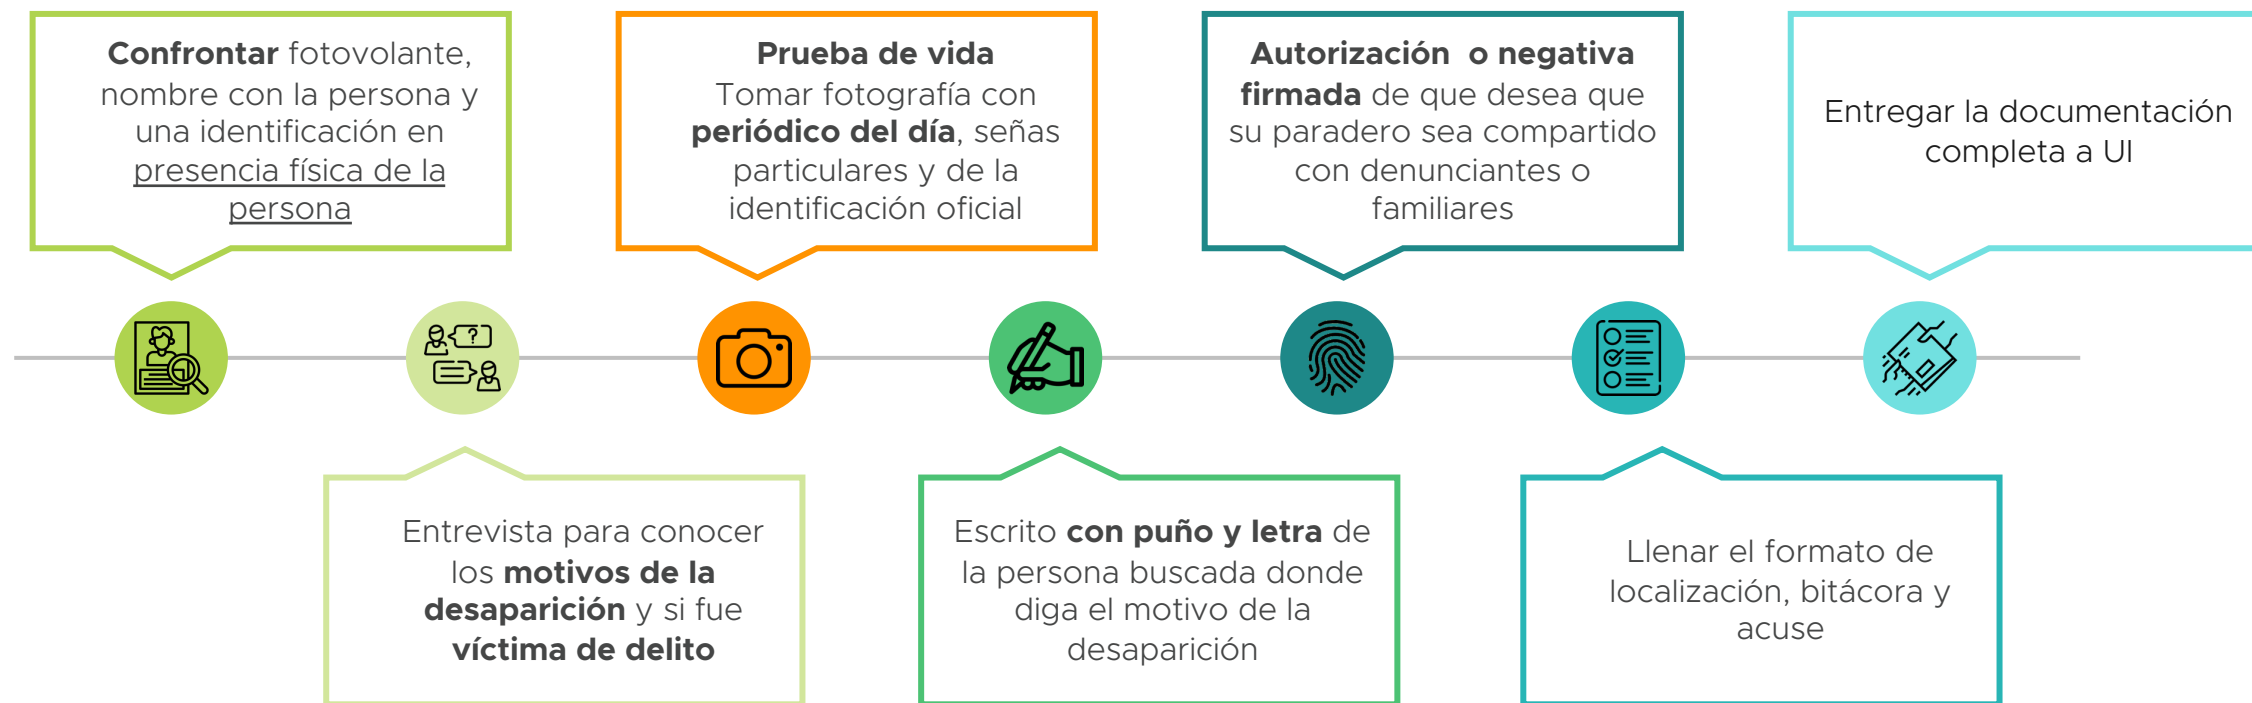 Confrontar fotovolante,
nombre con la persona y
una identificación en
presencia física de la
persona
Entrevista para conocer
los motivos de la
desaparición y si fue
víctima de delito
Prueba de vida
Tomar fotografía con
periódico del día, señas
particulares y de la
identificación oficial
Escrito con puño y letra de
la persona buscada donde
diga el motivo de la
desaparición
Autorización o negativa
firmada de que desea que
su paradero sea compartido
con denunciantes o
familiares
Llenar el formato de
localización, bitácora y
acuse
Entregar la documentación
completa a UI
?